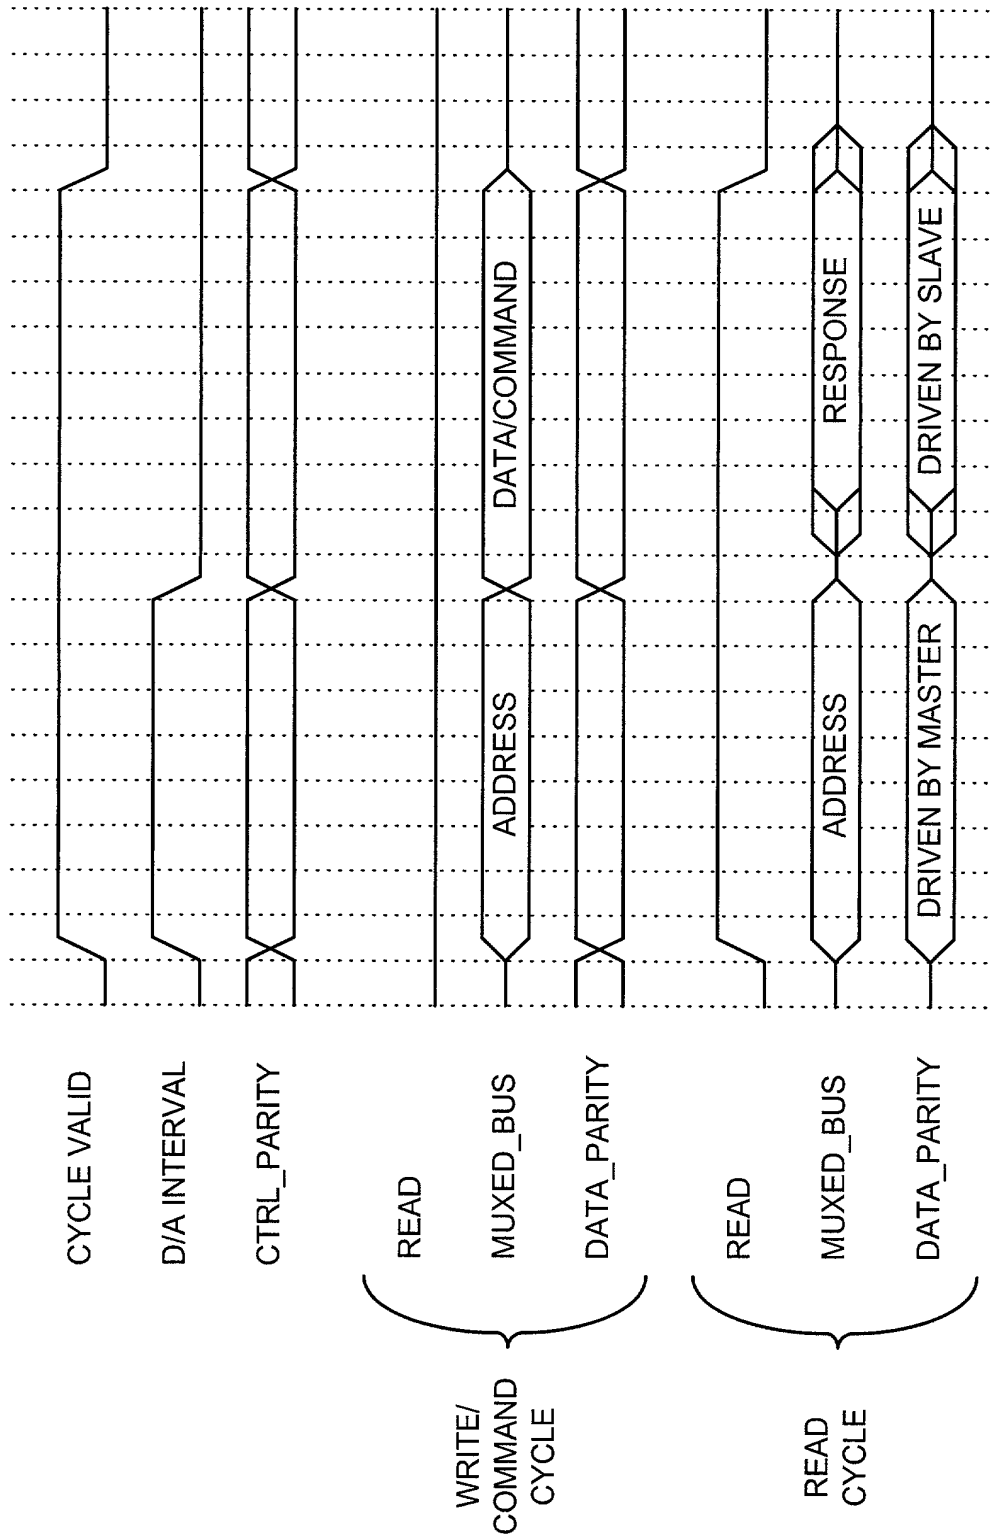 CYCLE VALID
D/A INTERVAL
CTRL_PARITY
WRITE/
COMMAND
CYCLE
READ
MUXED_BUS
ADDRESS
DATA/COMMAND
DATA_PARITY
READ
CYCLE
READ
MUXED_BUS
ADDRESS
RESPONSE
DATA_PARITY
DRIVEN BY MASTER
DRIVEN BY SLAVE